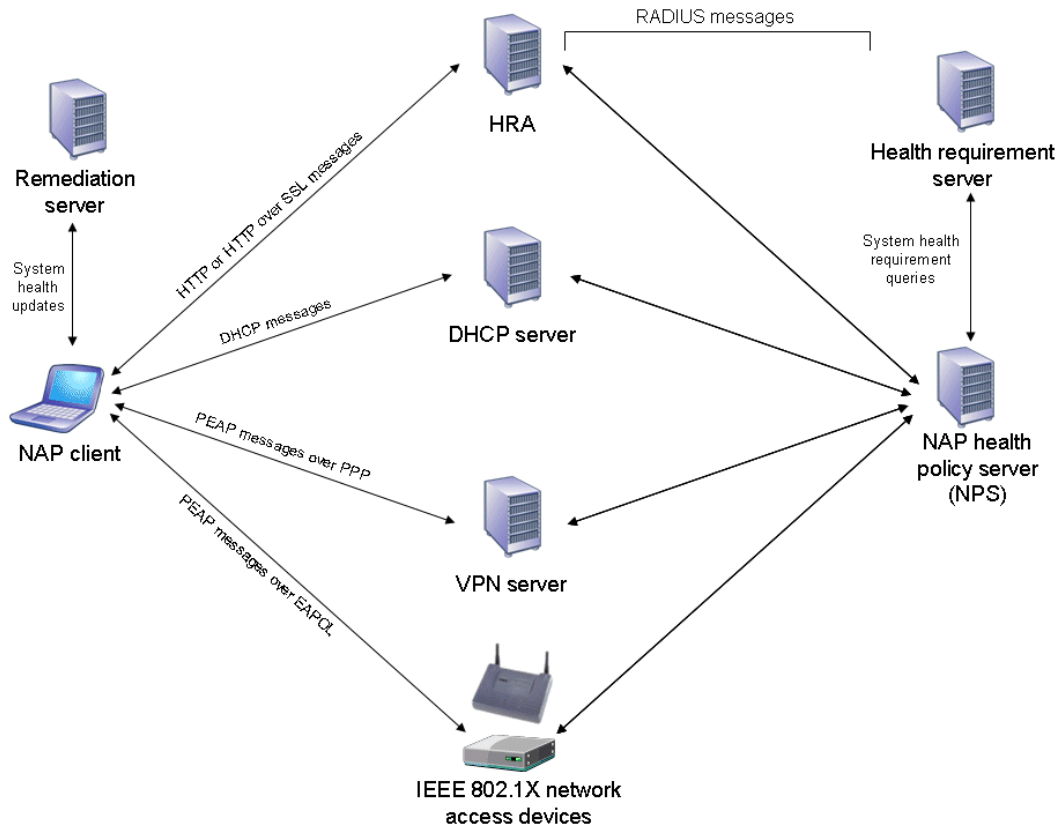 RADIUS messages
HRA
Remediation
server
Health requirement
server
HTTP or HTTP over SSL messages
System
health
updates
System health
requirement
queries
DHCP messages
DHCP server
NAP client
PEAP messages over PPP
NAP health
policy server
(NPS)
PEAP messages over EAPOL
VPN server
IEEE 802.1X network
access devices